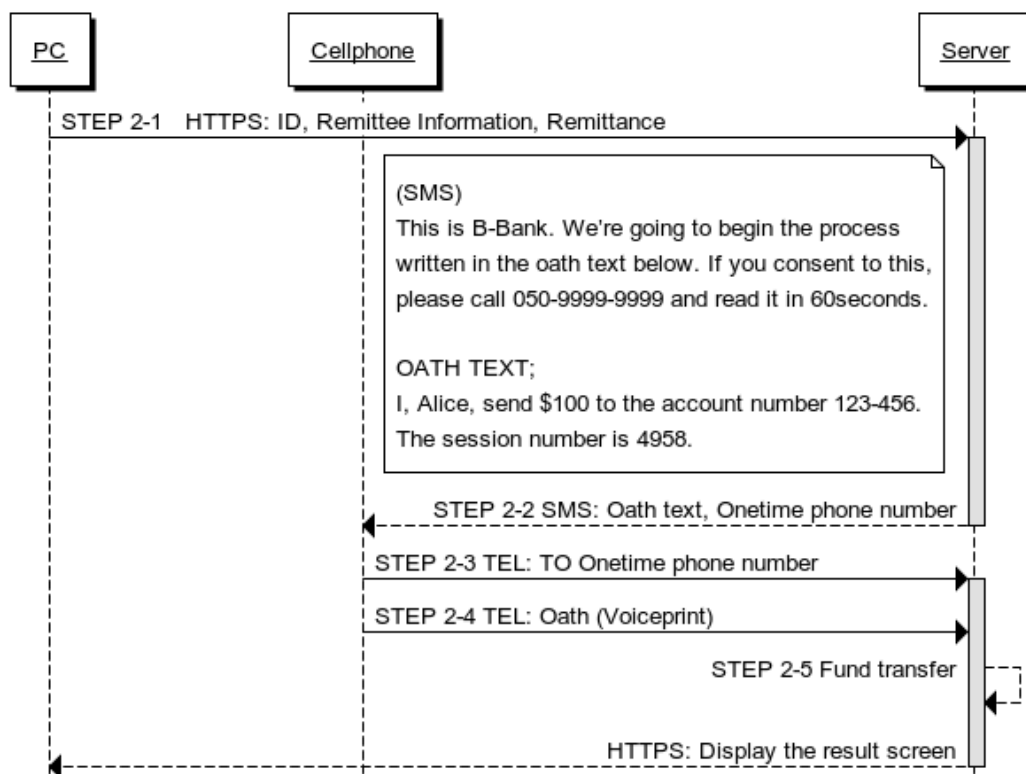 PC
Cellphone
Server
STEP 2-1 HTTPS: ID, Remittee Information, Remittance
(SMS)
This is B-Bank. We're going to begin the process
written in the oath text below. If you consent to this,
please call 050-9999-9999 and read it in 60seconds.
OATH TEXT;
I, Alice, send $100 to the account number 123-456.
The session number is 4958.
STEP 2-2 SMS: Oath text, Onetime phone number
STEP 2-3 TEL: TO Onetime phone number
STEP 2-4 TEL: Oath (Voiceprint)
STEP 2-5 Fund transfer
HTTPS: Display the result screen